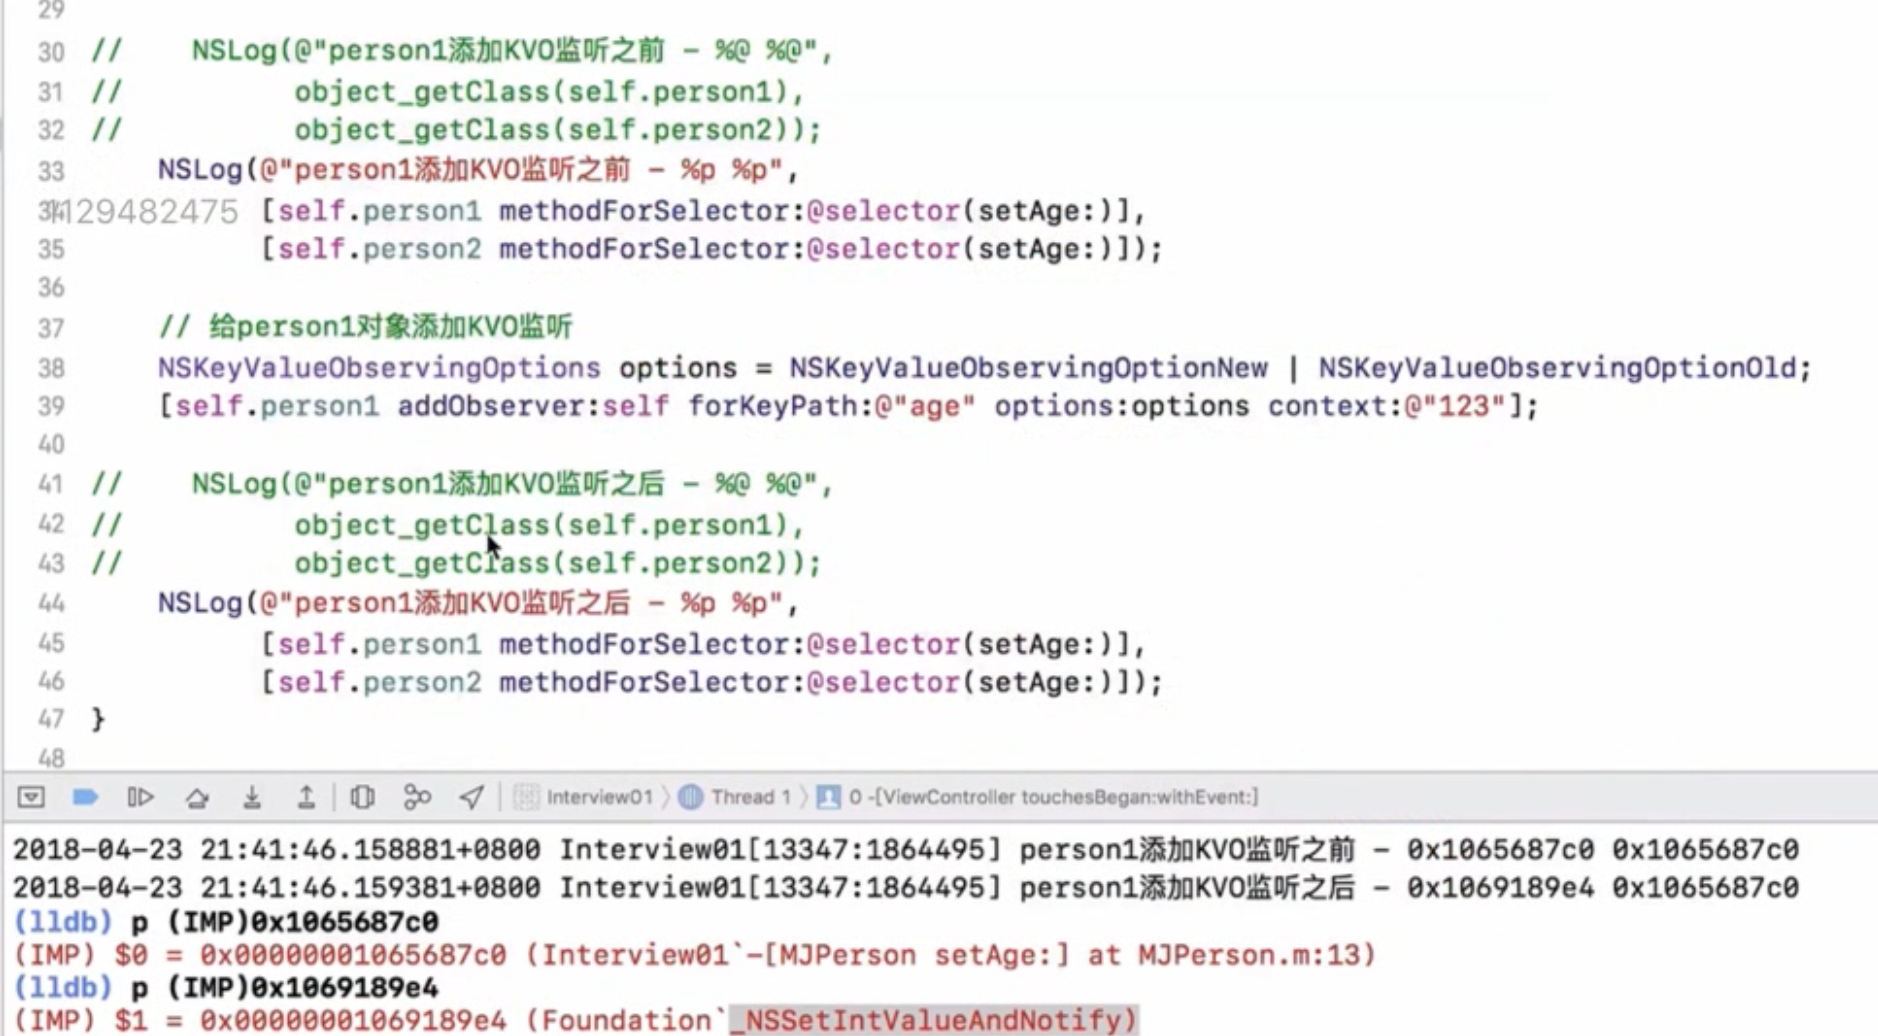 29
30 //    NSLog(@"person1添加KVO监听之前 - %@ %@",
31 //          object_getClass(self.person1),
32 //          object_getClass(self.person2));
33    NSLog(@"person1添加KVO监听之前 - %p %p",
129482475 [self.person1 methodForSelector:@selector(setAge:)],
35          [self.person2 methodForSelector:@selector(setAge:)]);
36
37    // 给person1对象添加KVO监听
38    NSKeyValueObservingOptions options = NSKeyValueObservingOptionNew | NSKeyValueObservingOptionOld;
39    [self.person1 addObserver:self forKeyPath:@"age" options:options context:@"123"];
40
41 //    NSLog(@"person1添加KVO监听之后 - %@ %@",
42 //          object_getClass(self.person1),
43 //          object_getClass(self.person2));
44    NSLog(@"person1添加KVO监听之后 - %p %p",
45          [self.person1 methodForSelector:@selector(setAge:)],
46          [self.person2 methodForSelector:@selector(setAge:)]);
47 }
48
Interview01 〉 Thread 1 〉 0 -[ViewController touchesBegan:withEvent:]
2018-04-23 21:41:46.158881+0800 Interview01[13347:1864495] person1添加KVO监听之前 - 0x1065687c0 0x1065687c0
2018-04-23 21:41:46.159381+0800 Interview01[13347:1864495] person1添加KVO监听之后 - 0x1069189e4 0x1065687c0
(lldb) p (IMP)0x1065687c0
(IMP) $0 = 0x00000001065687c0 (Interview01`-[MJPerson setAge:] at MJPerson.m:13)
(lldb) p (IMP)0x1069189e4
(IMP) $1 = 0x00000001069189e4 (Foundation`_NSSetIntValueAndNotify)